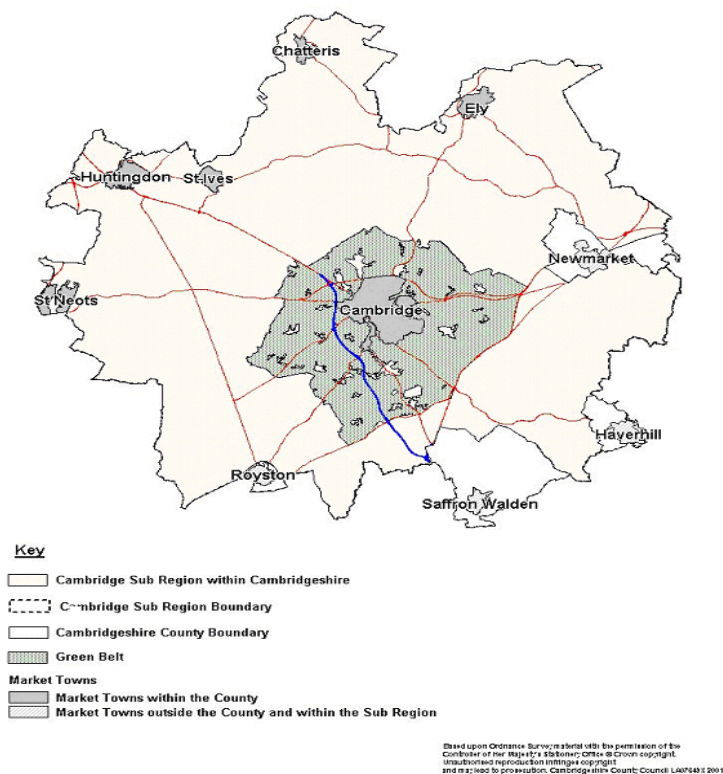 Chatteris
Ely
Huntingdon
St.Ives
Newmarket
St Neots
Cambridge
Haverhill
Royston
Saffron Walden
Key
Cambridge Sub Region within Cambridgeshire
Cambridge Sub Region Boundary
Cambridgeshire County Boundary
Green Belt
Market Towns
Market Towns within the County
Market Towns outside the County and within the Sub Region
Based upon Ordnance Survey material with the permission of the
Controller of Her Majesty's Stationery Office © Crown copyright.
Unauthorised reproduction infringes copyright
and may lead to prosecution. Cambridgeshire County Council 2001